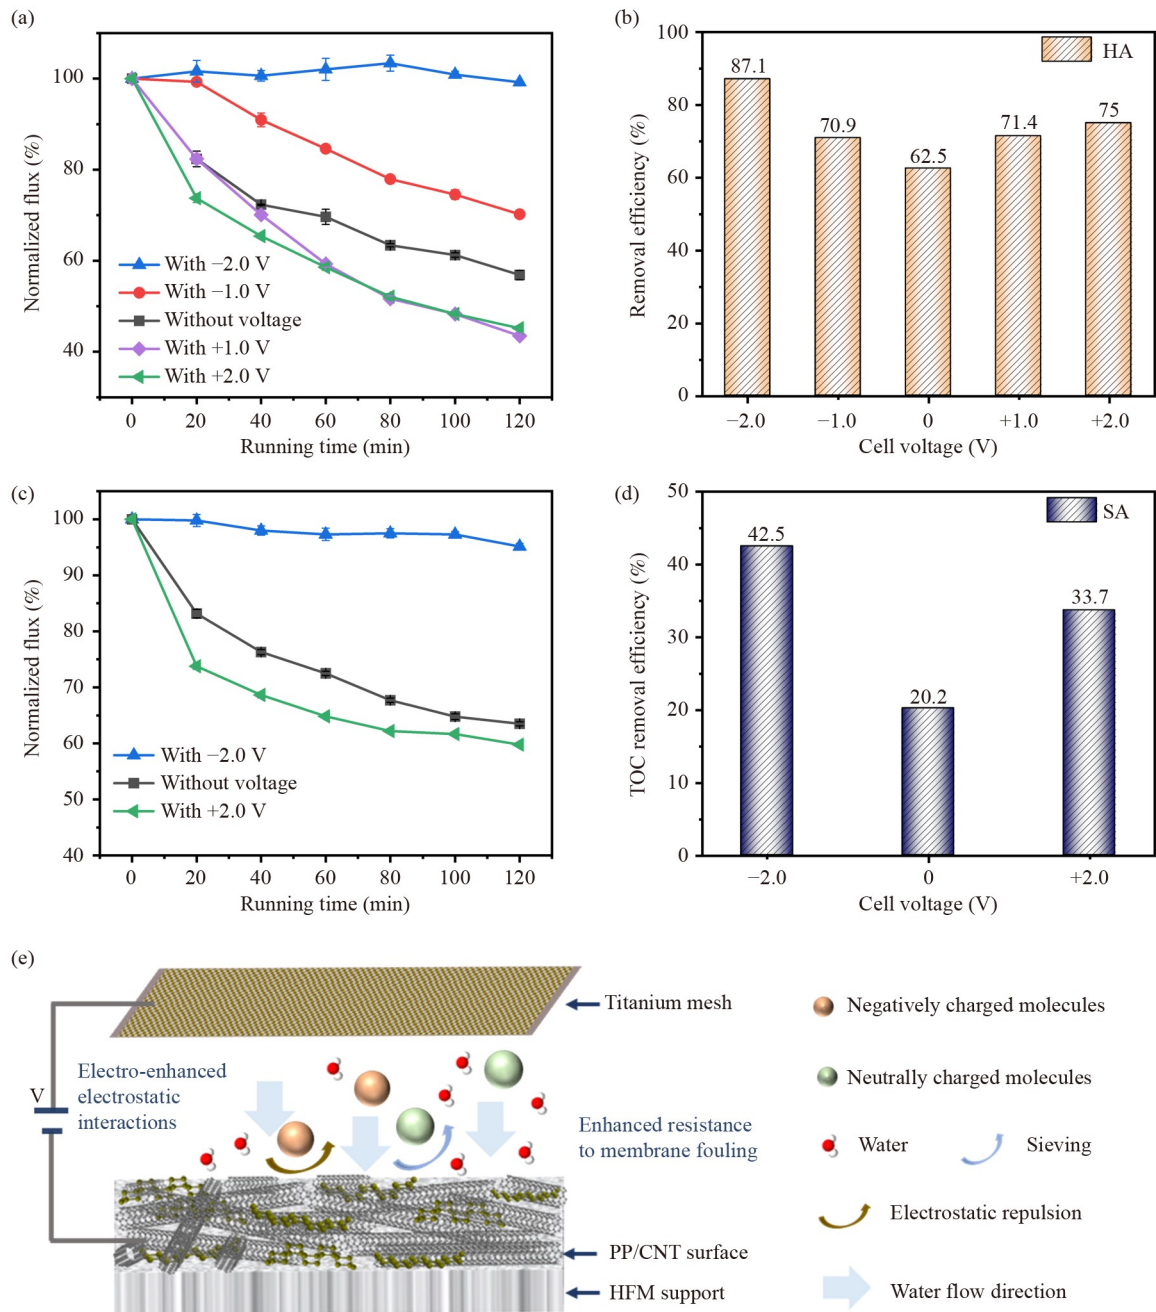 (a)
100
80
60
40
Normalized flux (%)
With −2.0 V
With −1.0 V
Without voltage
With +1.0 V
With +2.0 V
0 20 40 60 80 100 120
Running time (min)
(b)
100
80
60
40
20
0
Removal efficiency (%)
HA
87.1
70.9
62.5
71.4
75
−2.0 −1.0 0 +1.0 +2.0
Cell voltage (V)
(c)
100
90
80
70
60
50
40
Normalized flux (%)
With −2.0 V
Without voltage
With +2.0 V
0 20 40 60 80 100 120
Running time (min)
(d)
50
40
30
20
10
0
TOC removal efficiency (%)
SA
42.5
20.2
33.7
−2.0 0 +2.0
Cell voltage (V)
(e)
Titanium mesh
Electro-enhanced
electrostatic
interactions
V
Enhanced resistance
to membrane fouling
PP/CNT surface
HFM support
Negatively charged molecules
Neutrally charged molecules
Water
Sieving
Electrostatic repulsion
Water flow direction